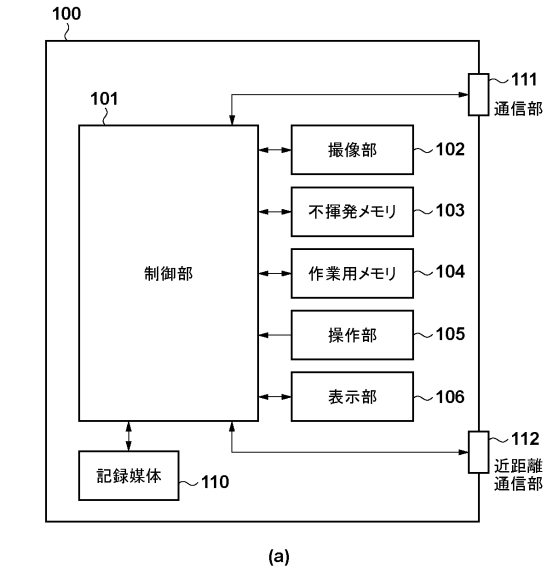 100
101
111
通信部
撮像部
102
不揮発メモリ
103
制御部
作業用メモリ
104
操作部
105
表示部
106
112
近距離
通信部
記録媒体
110
(a)